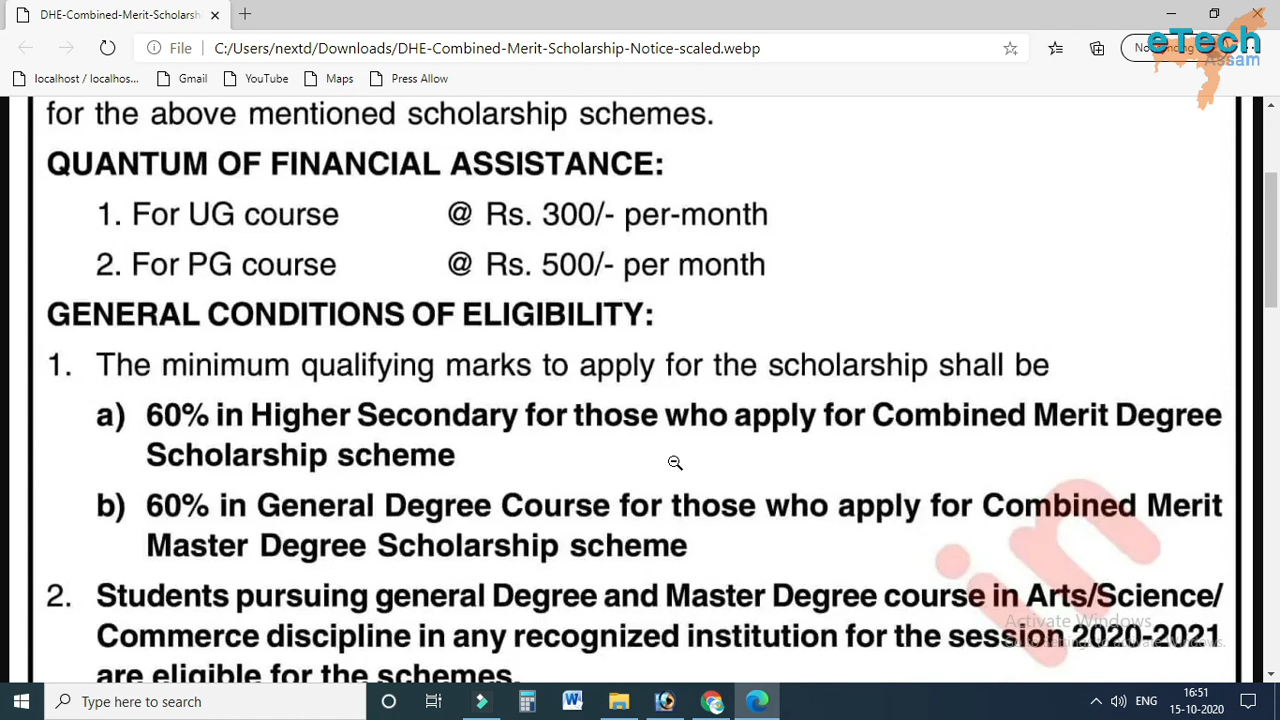 DHE-Combined-Merit-Scholarsh
File C:/Users/nextd/Downloads/DHE-Combined-Merit-Scholarship-Notice-scaled.webp
eTech
Assam
localhost / localhos... Gmail YouTube Maps Press Allow
for the above mentioned scholarship schemes.
QUANTUM OF FINANCIAL ASSISTANCE:
1. For UG course @ Rs. 300/- per-month
2. For PG course @ Rs. 500/- per month
GENERAL CONDITIONS OF ELIGIBILITY:
1. The minimum qualifying marks to apply for the scholarship shall be
a) 60% in Higher Secondary for those who apply for Combined Merit Degree
Scholarship scheme
b) 60% in General Degree Course for those who apply for Combined Merit
Master Degree Scholarship scheme
in
2. Students pursuing general Degree and Master Degree course in Arts/Science/
Activate Windows
Commerce discipline in any recognized institution for the session 2020-2021
are eligible for the schemes.
Type here to search
ENG
16:51
15-10-2020